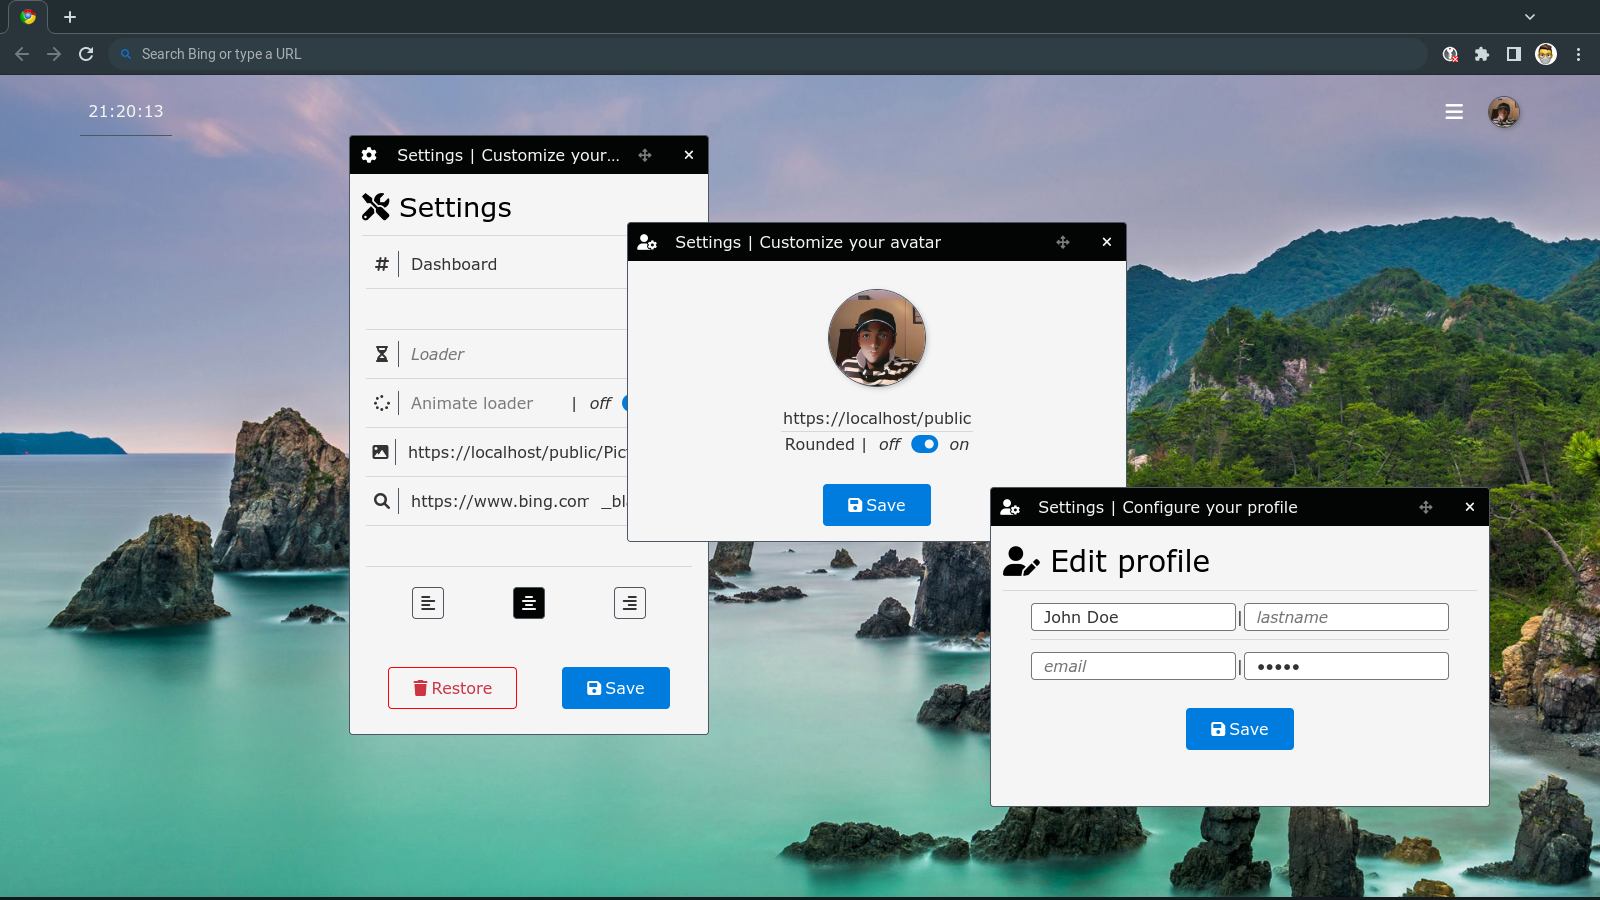 Search Bing or type a URL
21:20:13
Settings | Customize your...
Settings
# Dashboard
Loader
Animate loader | off
https://localhost/public/Pic
https://www.bing.com __bla
Restore
Save
Settings | Customize your avatar
https://localhost/public
Rounded | off on
Save
Settings | Configure your profile
Edit profile
John Doe | lastname
email | •••••
Save